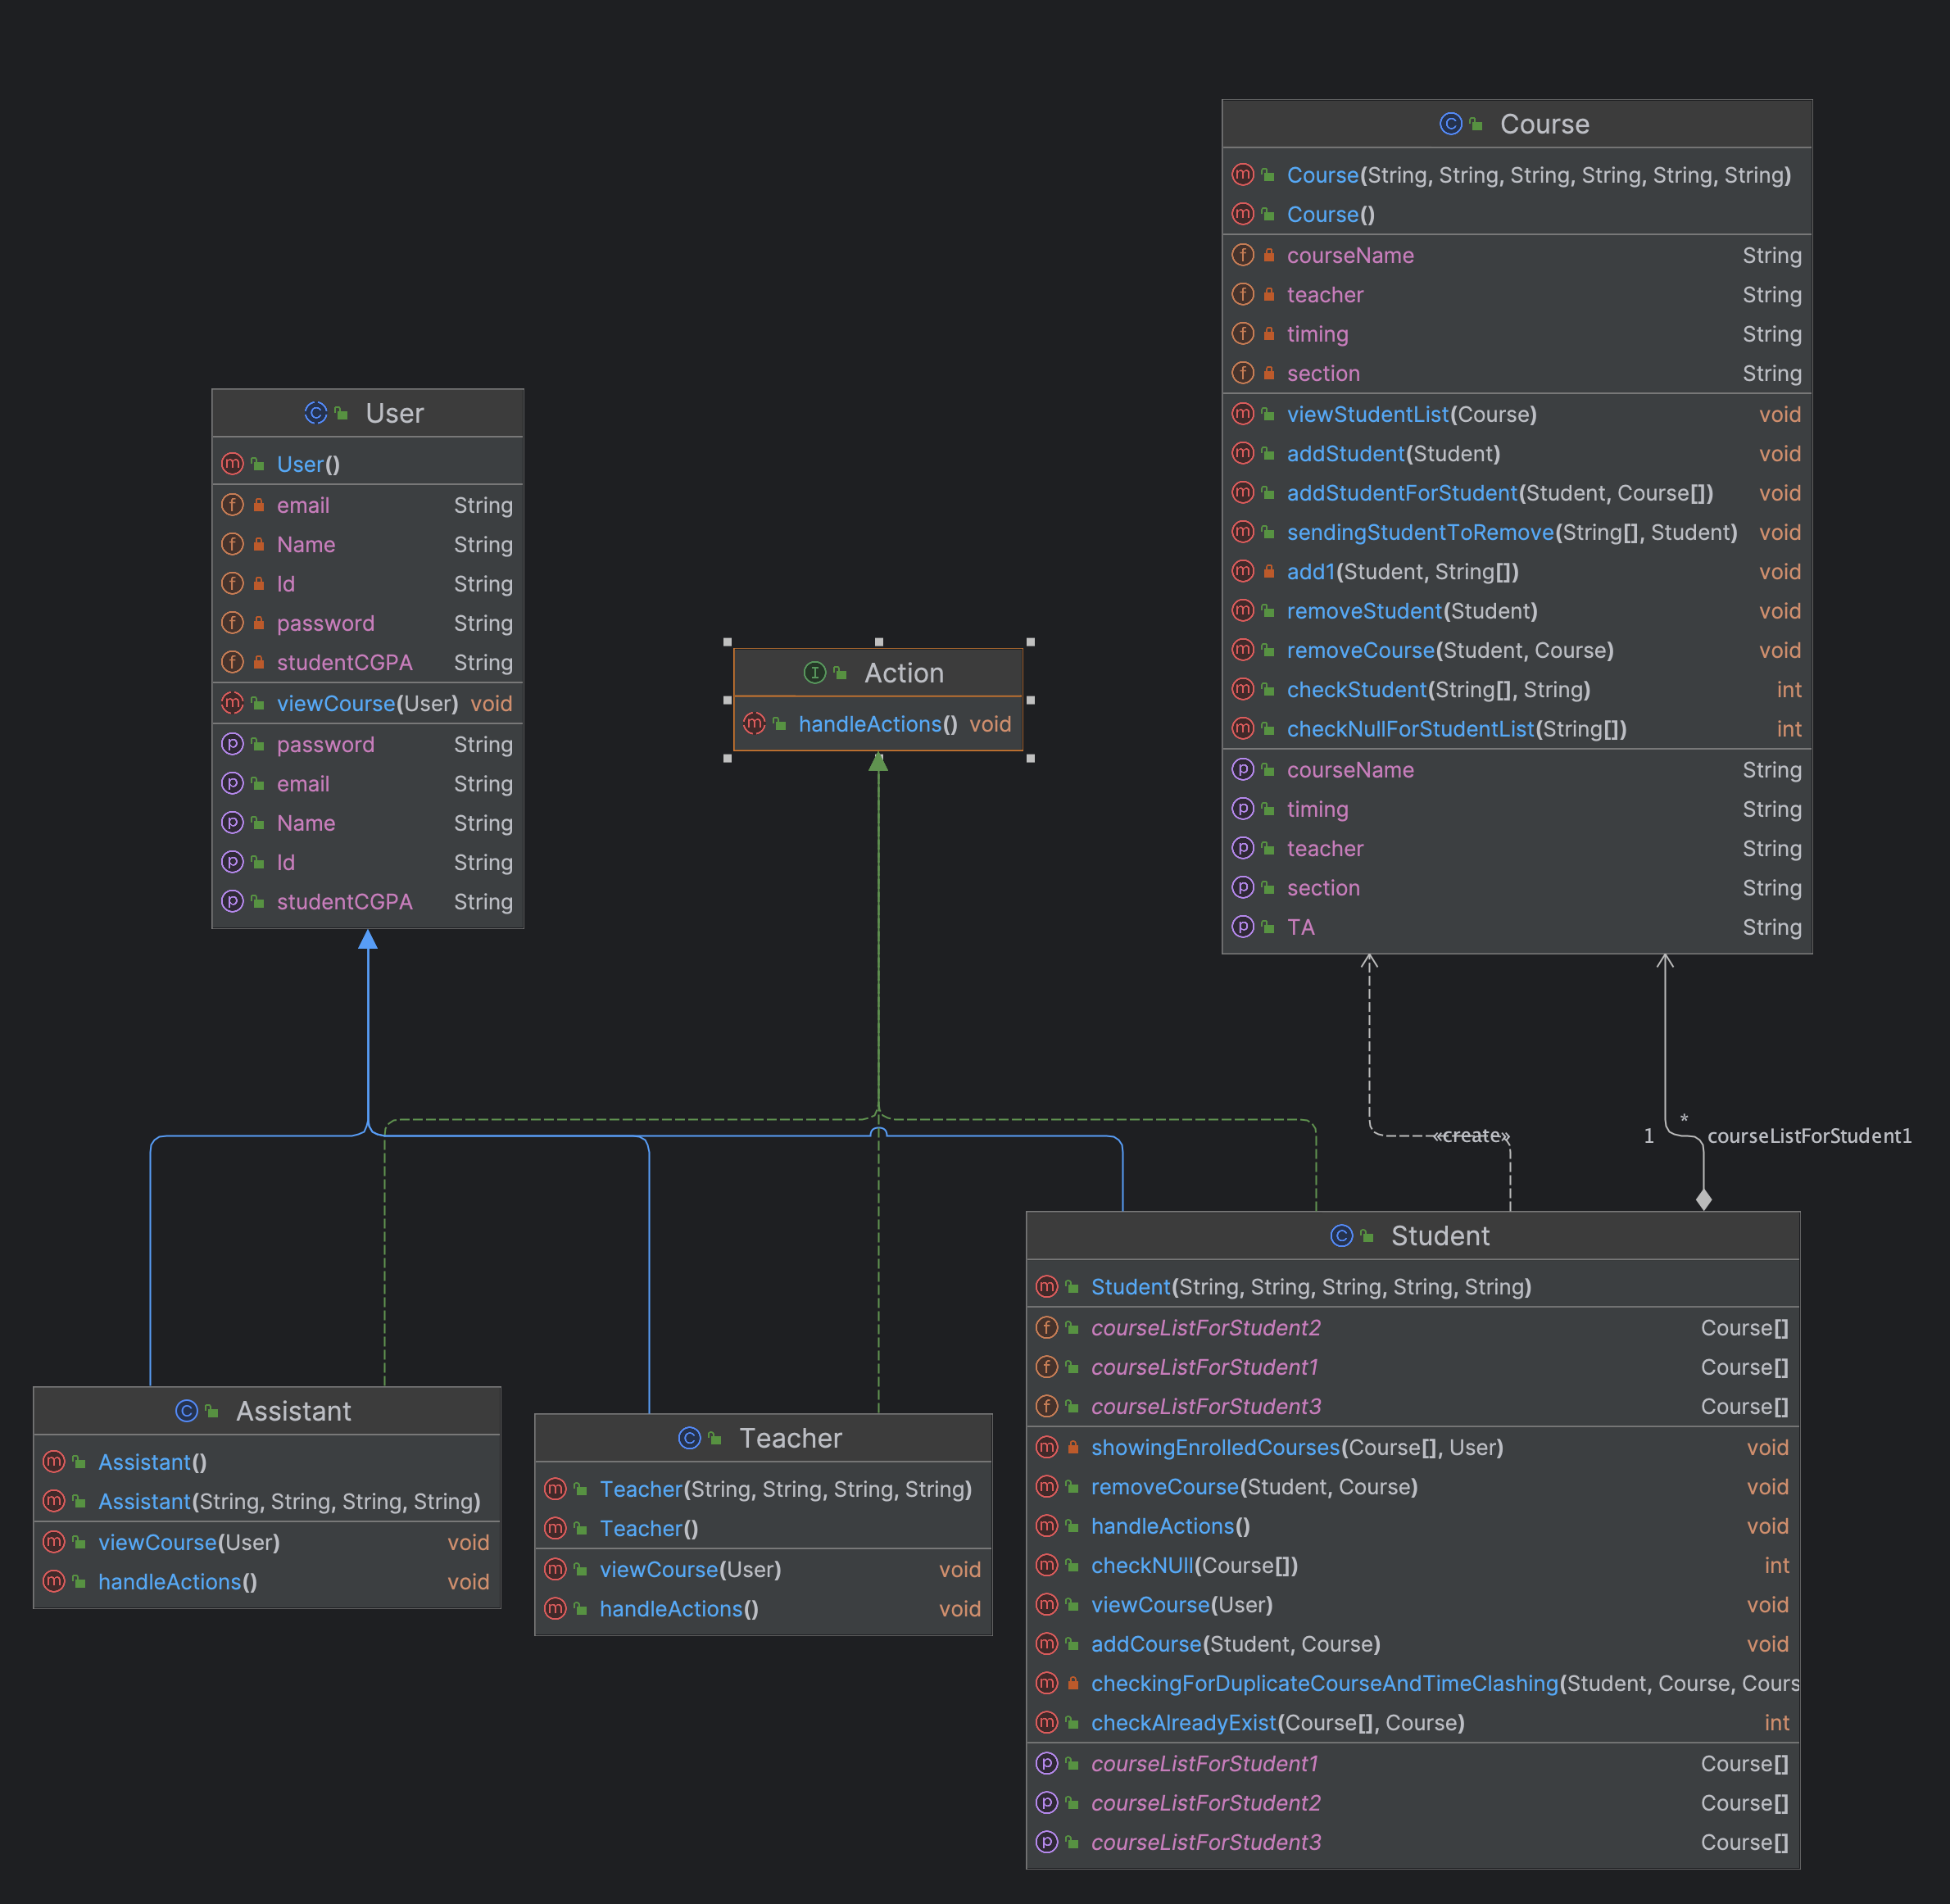 Course
Course(String, String, String, String, String, String)
Course()
courseName String
teacher String
timing String
section String
viewStudentList(Course) void
addStudent(Student) void
addStudentForStudent(Student, Course[]) void
sendingStudentToRemove(String[], Student) void
add1(Student, String[]) void
removeStudent(Student) void
removeCourse(Student, Course) void
checkStudent(String[], String) int
checkNullForStudentList(String[]) int
courseName String
timing String
teacher String
section String
TA String
User
User()
email String
Name String
Id String
password String
studentCGPA String
viewCourse(User) void
password String
email String
Name String
Id String
studentCGPA String
Action
handleActions() void
«create»
1
*
courseListForStudent1
Student
Student(String, String, String, String, String)
courseListForStudent2 Course[]
courseListForStudent1 Course[]
courseListForStudent3 Course[]
showingEnrolledCourses(Course[], User) void
removeCourse(Student, Course) void
handleActions() void
checkNUll(Course[]) int
viewCourse(User) void
addCourse(Student, Course) void
checkingForDuplicateCourseAndTimeClashing(Student, Course, Cours
checkAlreadyExist(Course[], Course) int
courseListForStudent1 Course[]
courseListForStudent2 Course[]
courseListForStudent3 Course[]
Assistant
Assistant()
Assistant(String, String, String, String)
viewCourse(User) void
handleActions() void
Teacher
Teacher(String, String, String, String)
Teacher()
viewCourse(User) void
handleActions() void